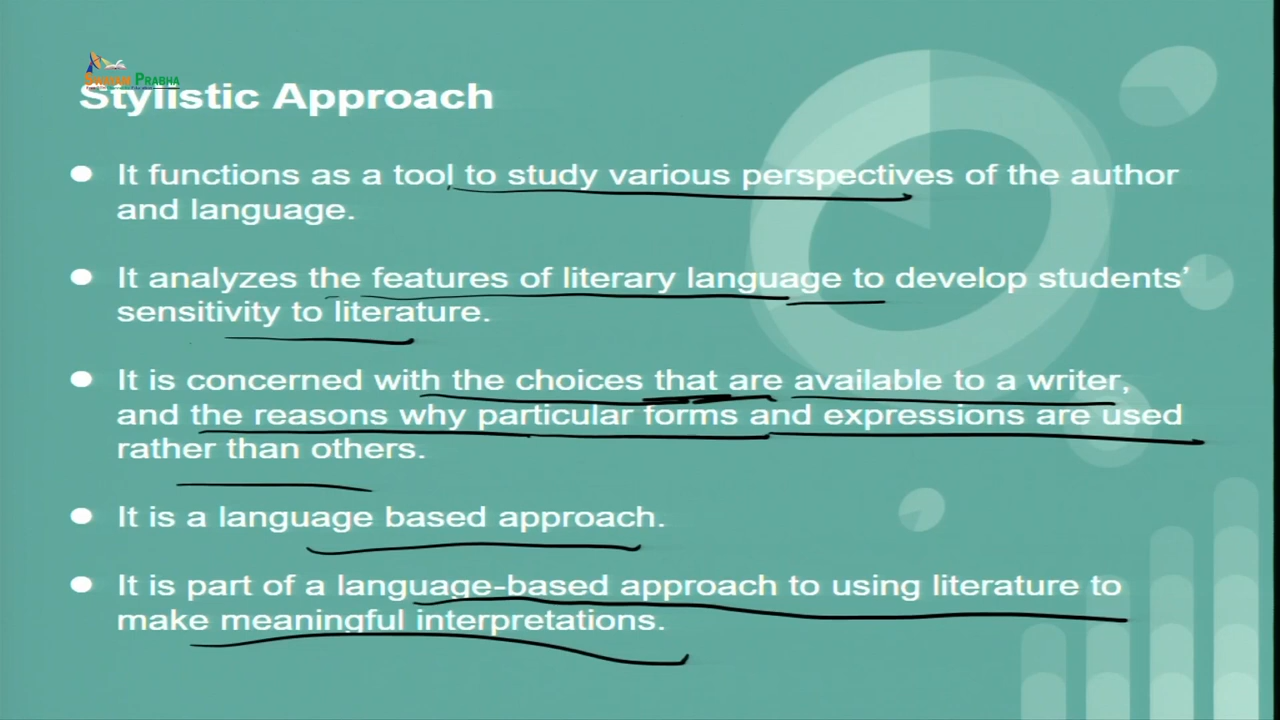 SWAYAM PRABHA
Stylistic Approach
It functions as a tool to study various perspectives of the author
and language.
It analyzes the features of literary language to develop students’
sensitivity to literature.
It is concerned with the choices that are available to a writer,
and the reasons why particular forms and expressions are used
rather than others.
It is a language based approach.
It is part of a language-based approach to using literature to
make meaningful interpretations.